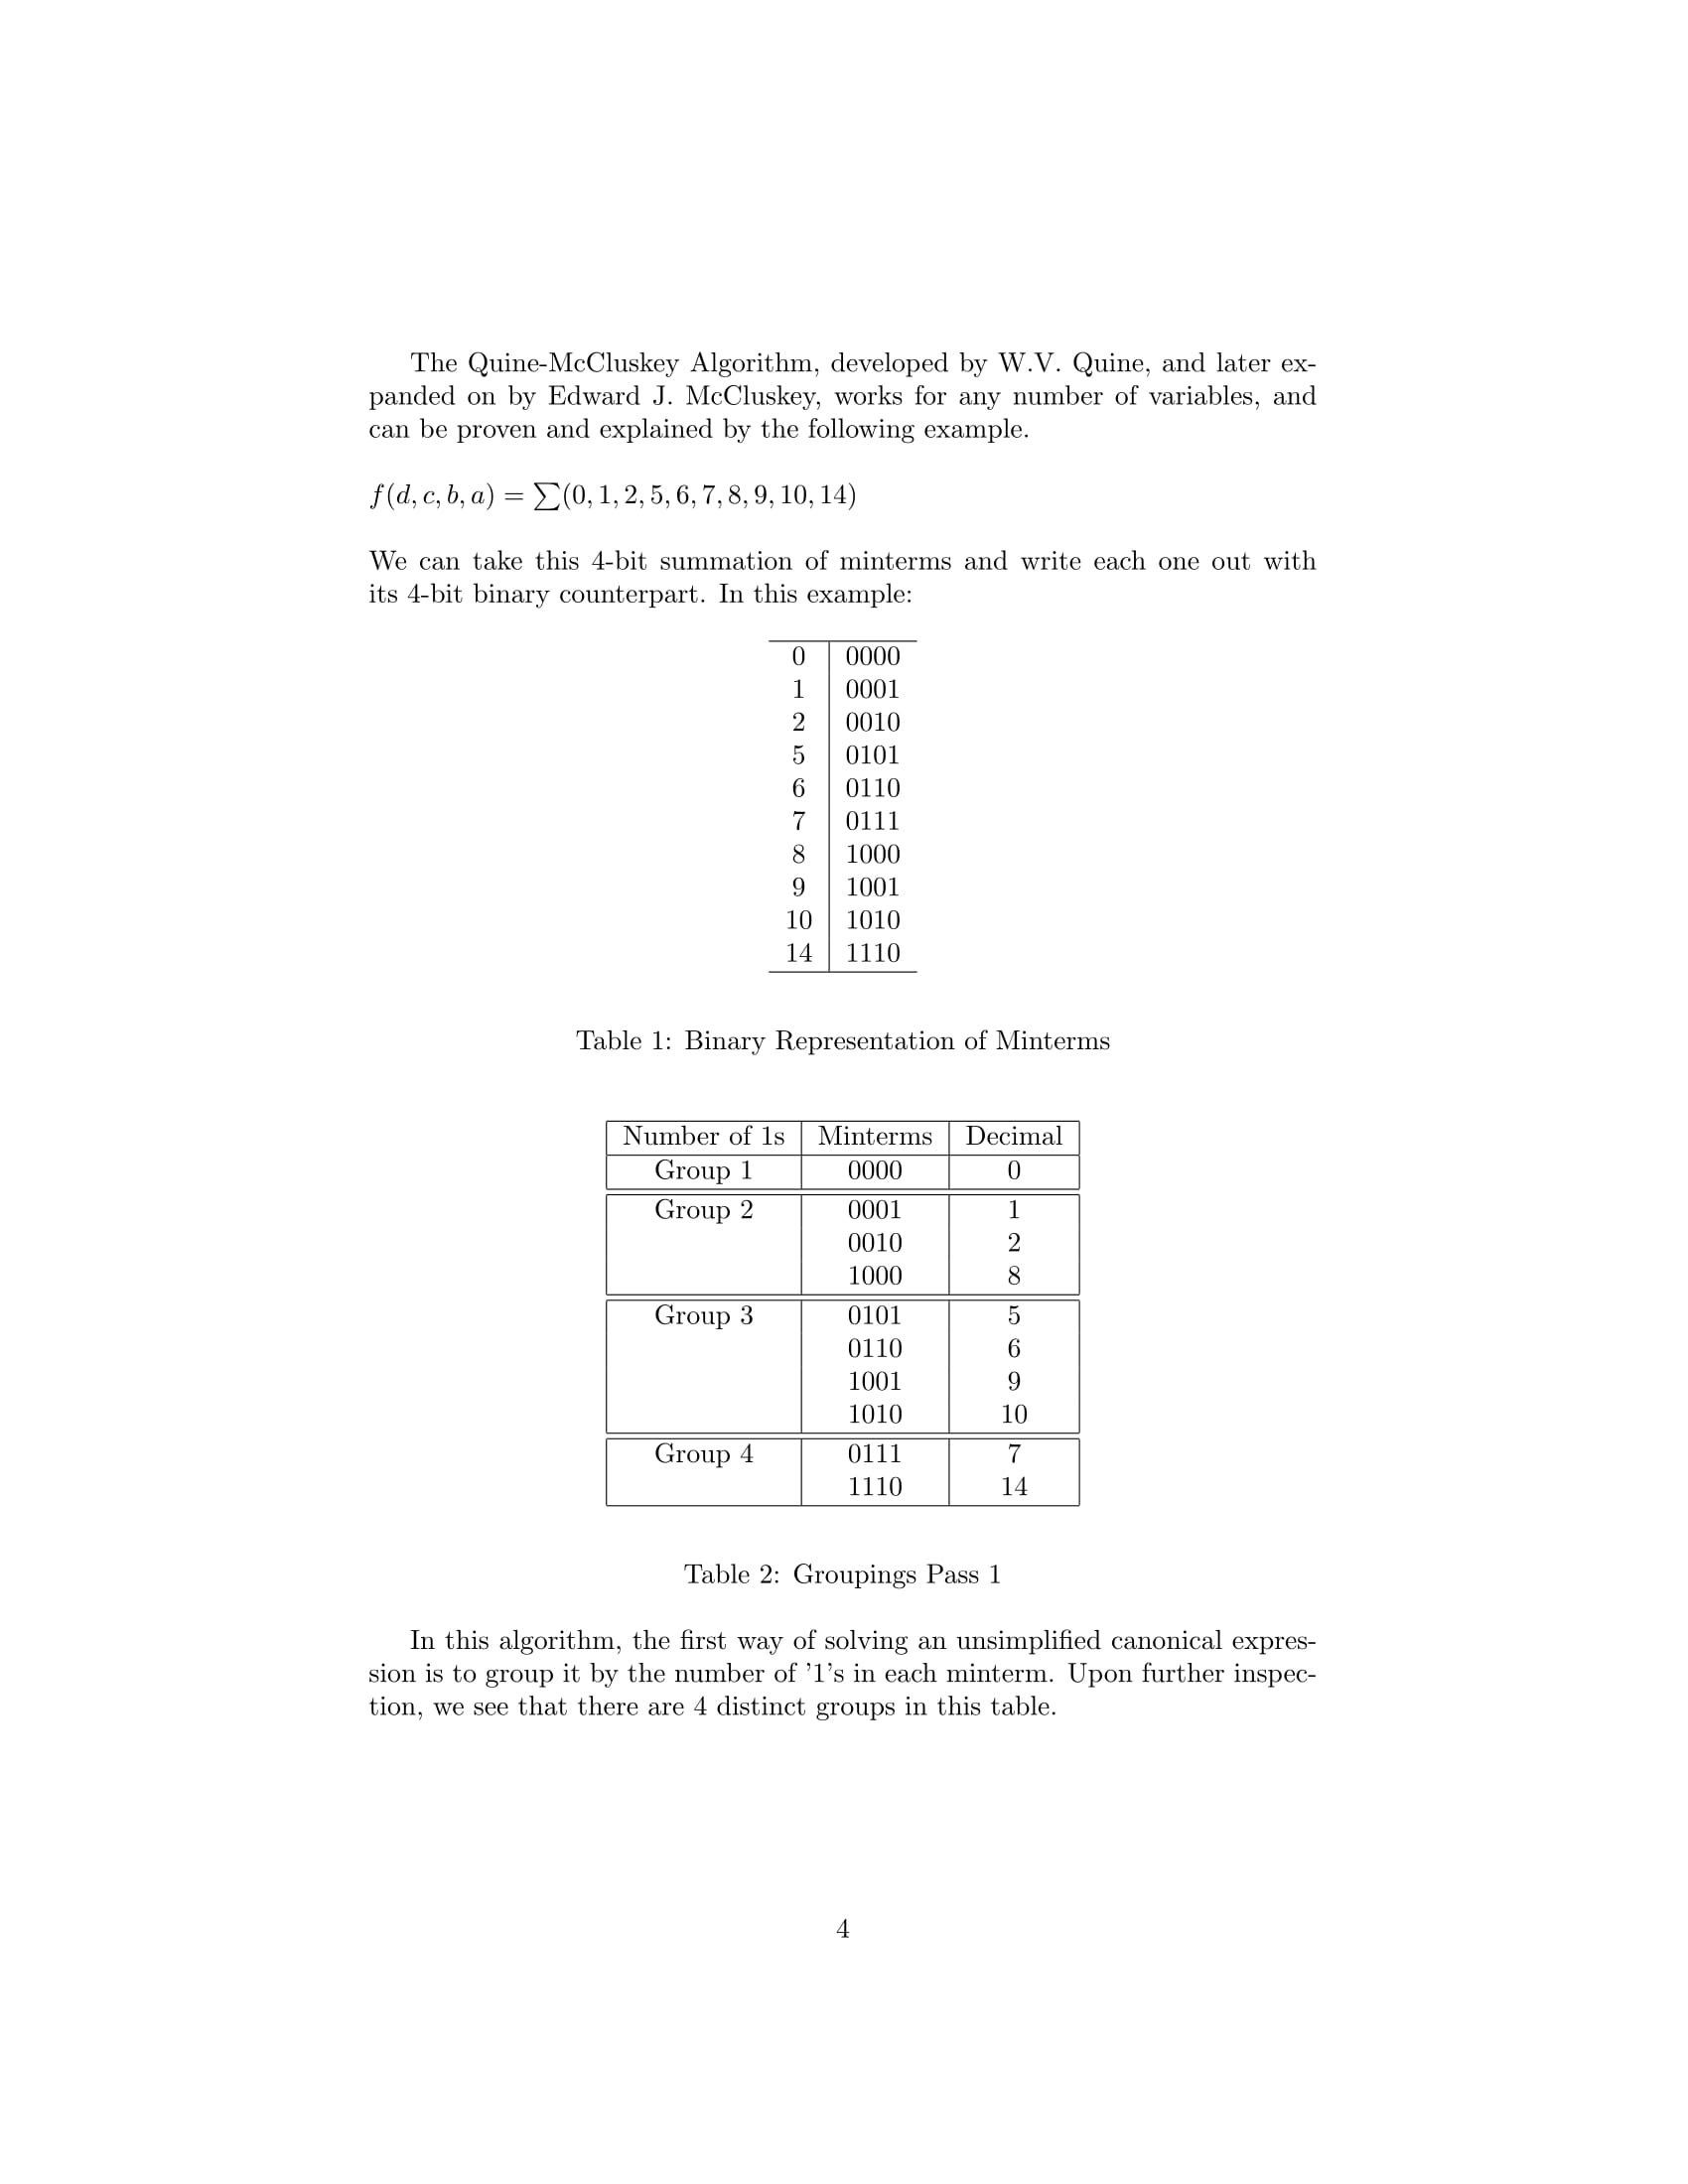 The Quine-McCluskey Algorithm, developed by W.V. Quine, and later ex-
panded on by Edward J. McCluskey, works for any number of variables, and
can be proven and explained by the following example.
f(d, c, b, a) = ∑(0, 1, 2, 5, 6, 7, 8, 9, 10, 14)
We can take this 4-bit summation of minterms and write each one out with
its 4-bit binary counterpart. In this example:
0 0000
1 0001
2 0010
5 0101
6 0110
7 0111
8 1000
9 1001
10 1010
14 1110
Table 1: Binary Representation of Minterms
Number of 1s Minterms Decimal
Group 1 0000 0
Group 2 0001 1
0010 2
1000 8
Group 3 0101 5
0110 6
1001 9
1010 10
Group 4 0111 7
1110 14
Table 2: Groupings Pass 1
In this algorithm, the first way of solving an unsimplified canonical expres-
sion is to group it by the number of ’1’s in each minterm. Upon further inspec-
tion, we see that there are 4 distinct groups in this table.
4